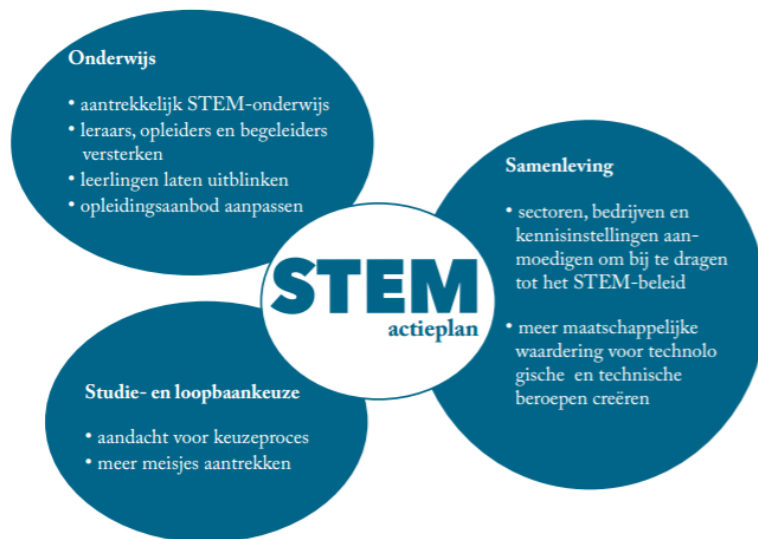 Onderwijs
• aantrekkelijk STEM-onderwijs
• leraars, opleiders en begeleiders
versterken
• leerlingen laten uitblinken
• opleidingsaanbod aanpassen
Samenleving
• sectoren, bedrijven en
kennisinstellingen aan-
moedigen om bij te dragen
tot het STEM-beleid
• meer maatschappelijke
waardering voor technolo
gische en technische
beroepen creëren
STEM
actieplan
Studie- en loopbaankeuze
• aandacht voor keuzeproces
• meer meisjes aantrekken